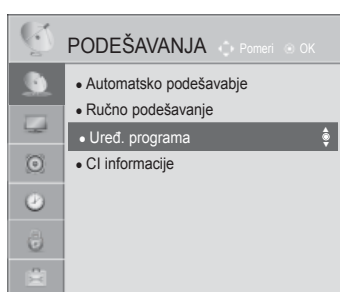 PODEŠAVANJA Pomeri OK
● Automatsko podešavabje
● Ručno podešavanje
● Uređ. programa
● CI informacije